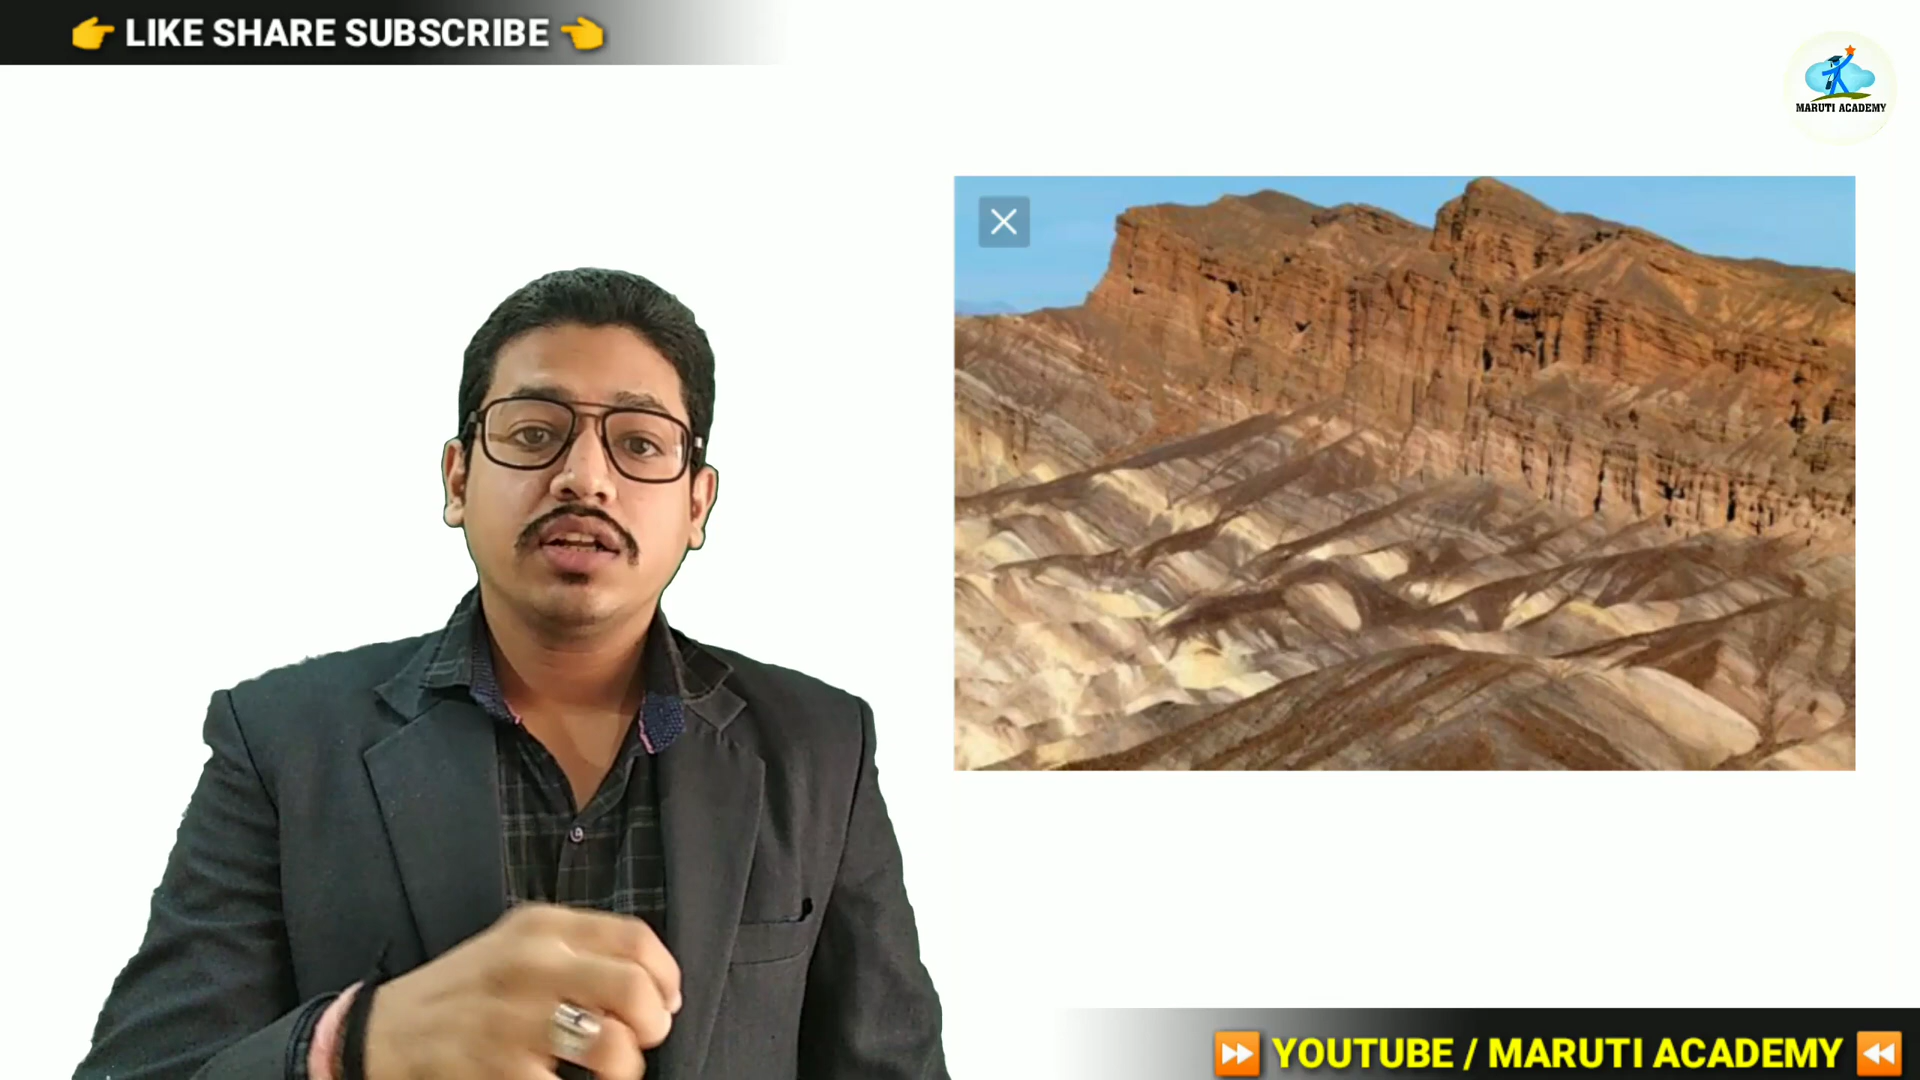 👉 LIKE SHARE SUBSCRIBE 👈
MARUTI ACADEMY
⏩ YOUTUBE / MARUTI ACADEMY ⏪